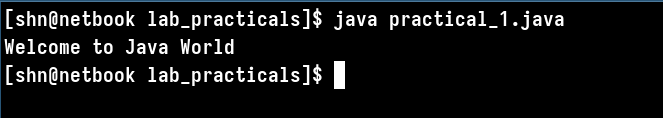 [shn@netbook lab_practicals]$ java practical_1.java
Welcome to Java World
[shn@netbook lab_practicals]$